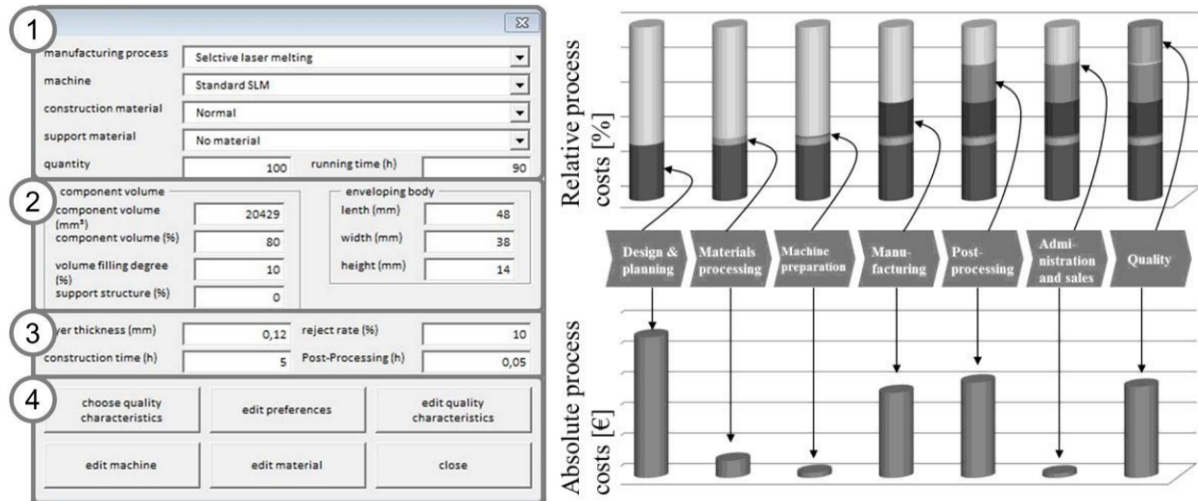 1
manufacturing process
Selctive laser melting
machine
Standard SLM
construction material
Normal
support material
No material
quantity
100
running time (h)
90
2
component volume
component volume
(mm³)
20429
component volume (%)
80
volume filling degree
(%)
10
support structure (%)
0
enveloping body
lenth (mm)
48
width (mm)
38
height (mm)
14
3
yer thickness (mm)
0,12
reject rate (%)
10
construction time (h)
5
Post-Processing (h)
0,05
4
choose quality
characteristics
edit preferences
edit quality
characteristics
edit machine
edit material
close
Relative process
costs [%]
Design &
planning
Materials
processing
Machine
preparation
Manu-
facturing
Post-
processing
Admi-
nistration
and sales
Quality
Absolute process
costs [€]